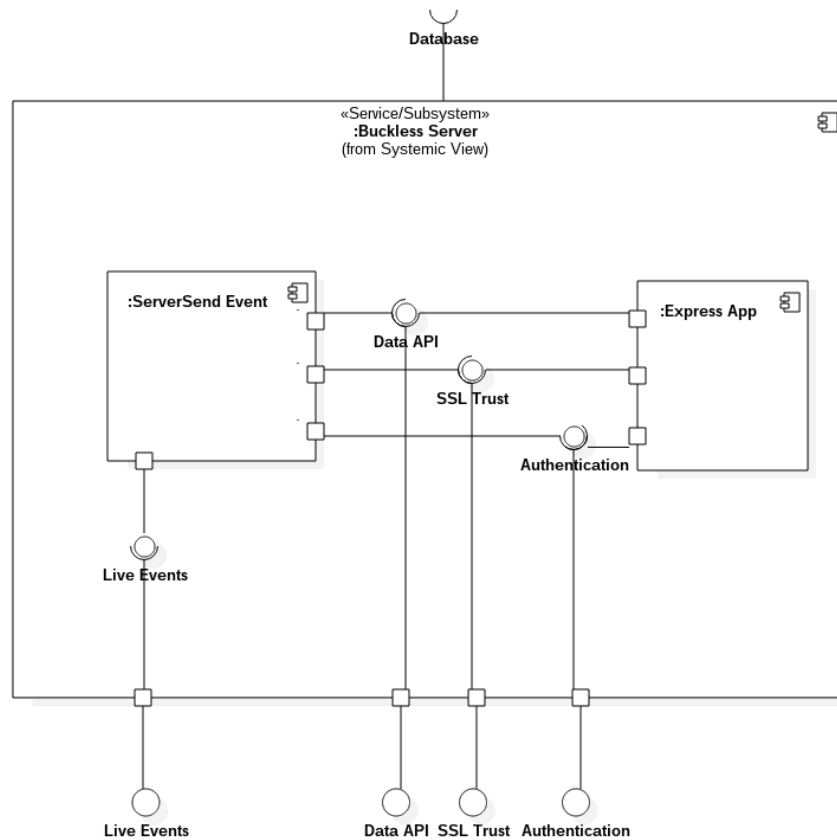 Database
«Service/Subsystem»
:Buckless Server
(from Systemic View)
:ServerSend Event
:Express App
Data API
SSL Trust
Authentication
Live Events
Live Events
Data API
SSL Trust
Authentication